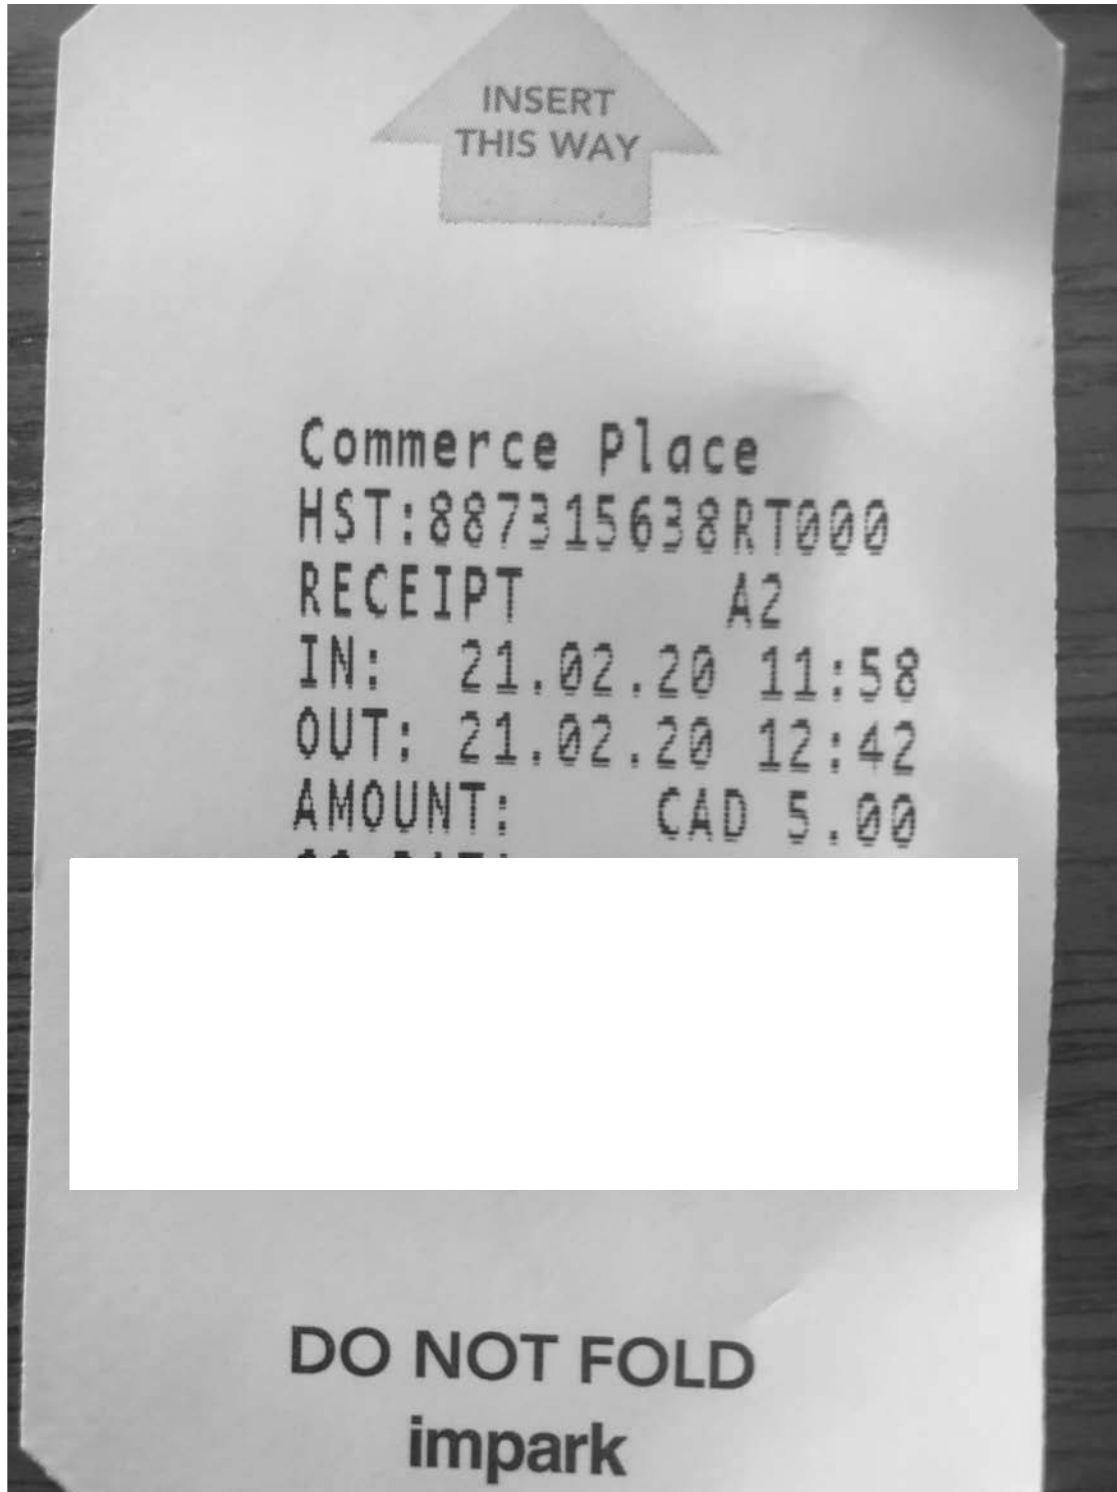 INSERT
THIS WAY
Commerce Place
HST:887315638RT000
RECEIPT A2
IN: 21.02.20 11:58
OUT: 21.02.20 12:42
AMOUNT: CAD 5.00
DO NOT FOLD
impark